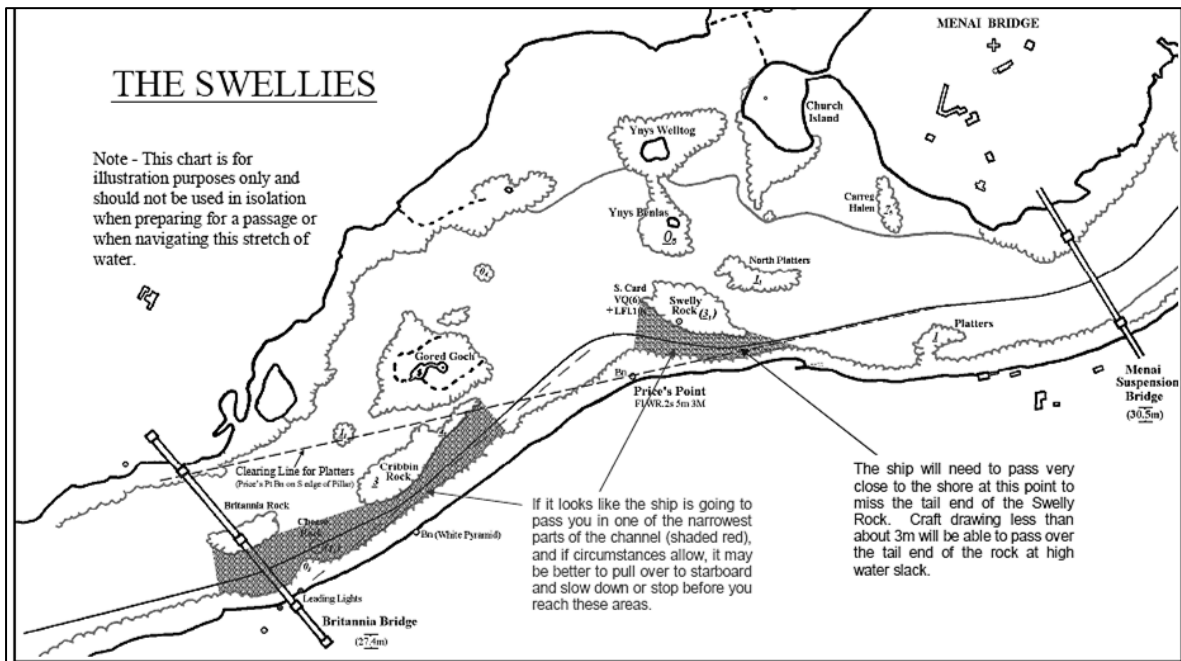 THE SWELLIES
Note - This chart is for
illustration purposes only and
should not be used in isolation
when preparing for a passage or
when navigating this stretch of
water.
MENAI BRIDGE
Church
Island
Ynys Welltog
Ynys Benlas
Carreg
Halen
North Platters
S. Card
VQ(6)
Swelly
Rock
Platters
Gored Goch
Bn
Price's Point
Fl.WR.2s 5m 3M
Menai
Suspension
Bridge
(30.5m)
Clearing Line for Platters
(Price's Pt Bn on S edge of Pillar)
Cribbin
Rock
Britannia Rock
Rock
Bn (White Pyramid)
Leading Lights
Britannia Bridge
(27.4m)
If it looks like the ship is going to
pass you in one of the narrowest
parts of the channel (shaded red),
and if circumstances allow, it may
be better to pull over to starboard
and slow down or stop before you
reach these areas.
The ship will need to pass very
close to the shore at this point to
miss the tail end of the Swelly
Rock. Craft drawing less than
about 3m will be able to pass over
the tail end of the rock at high
water slack.